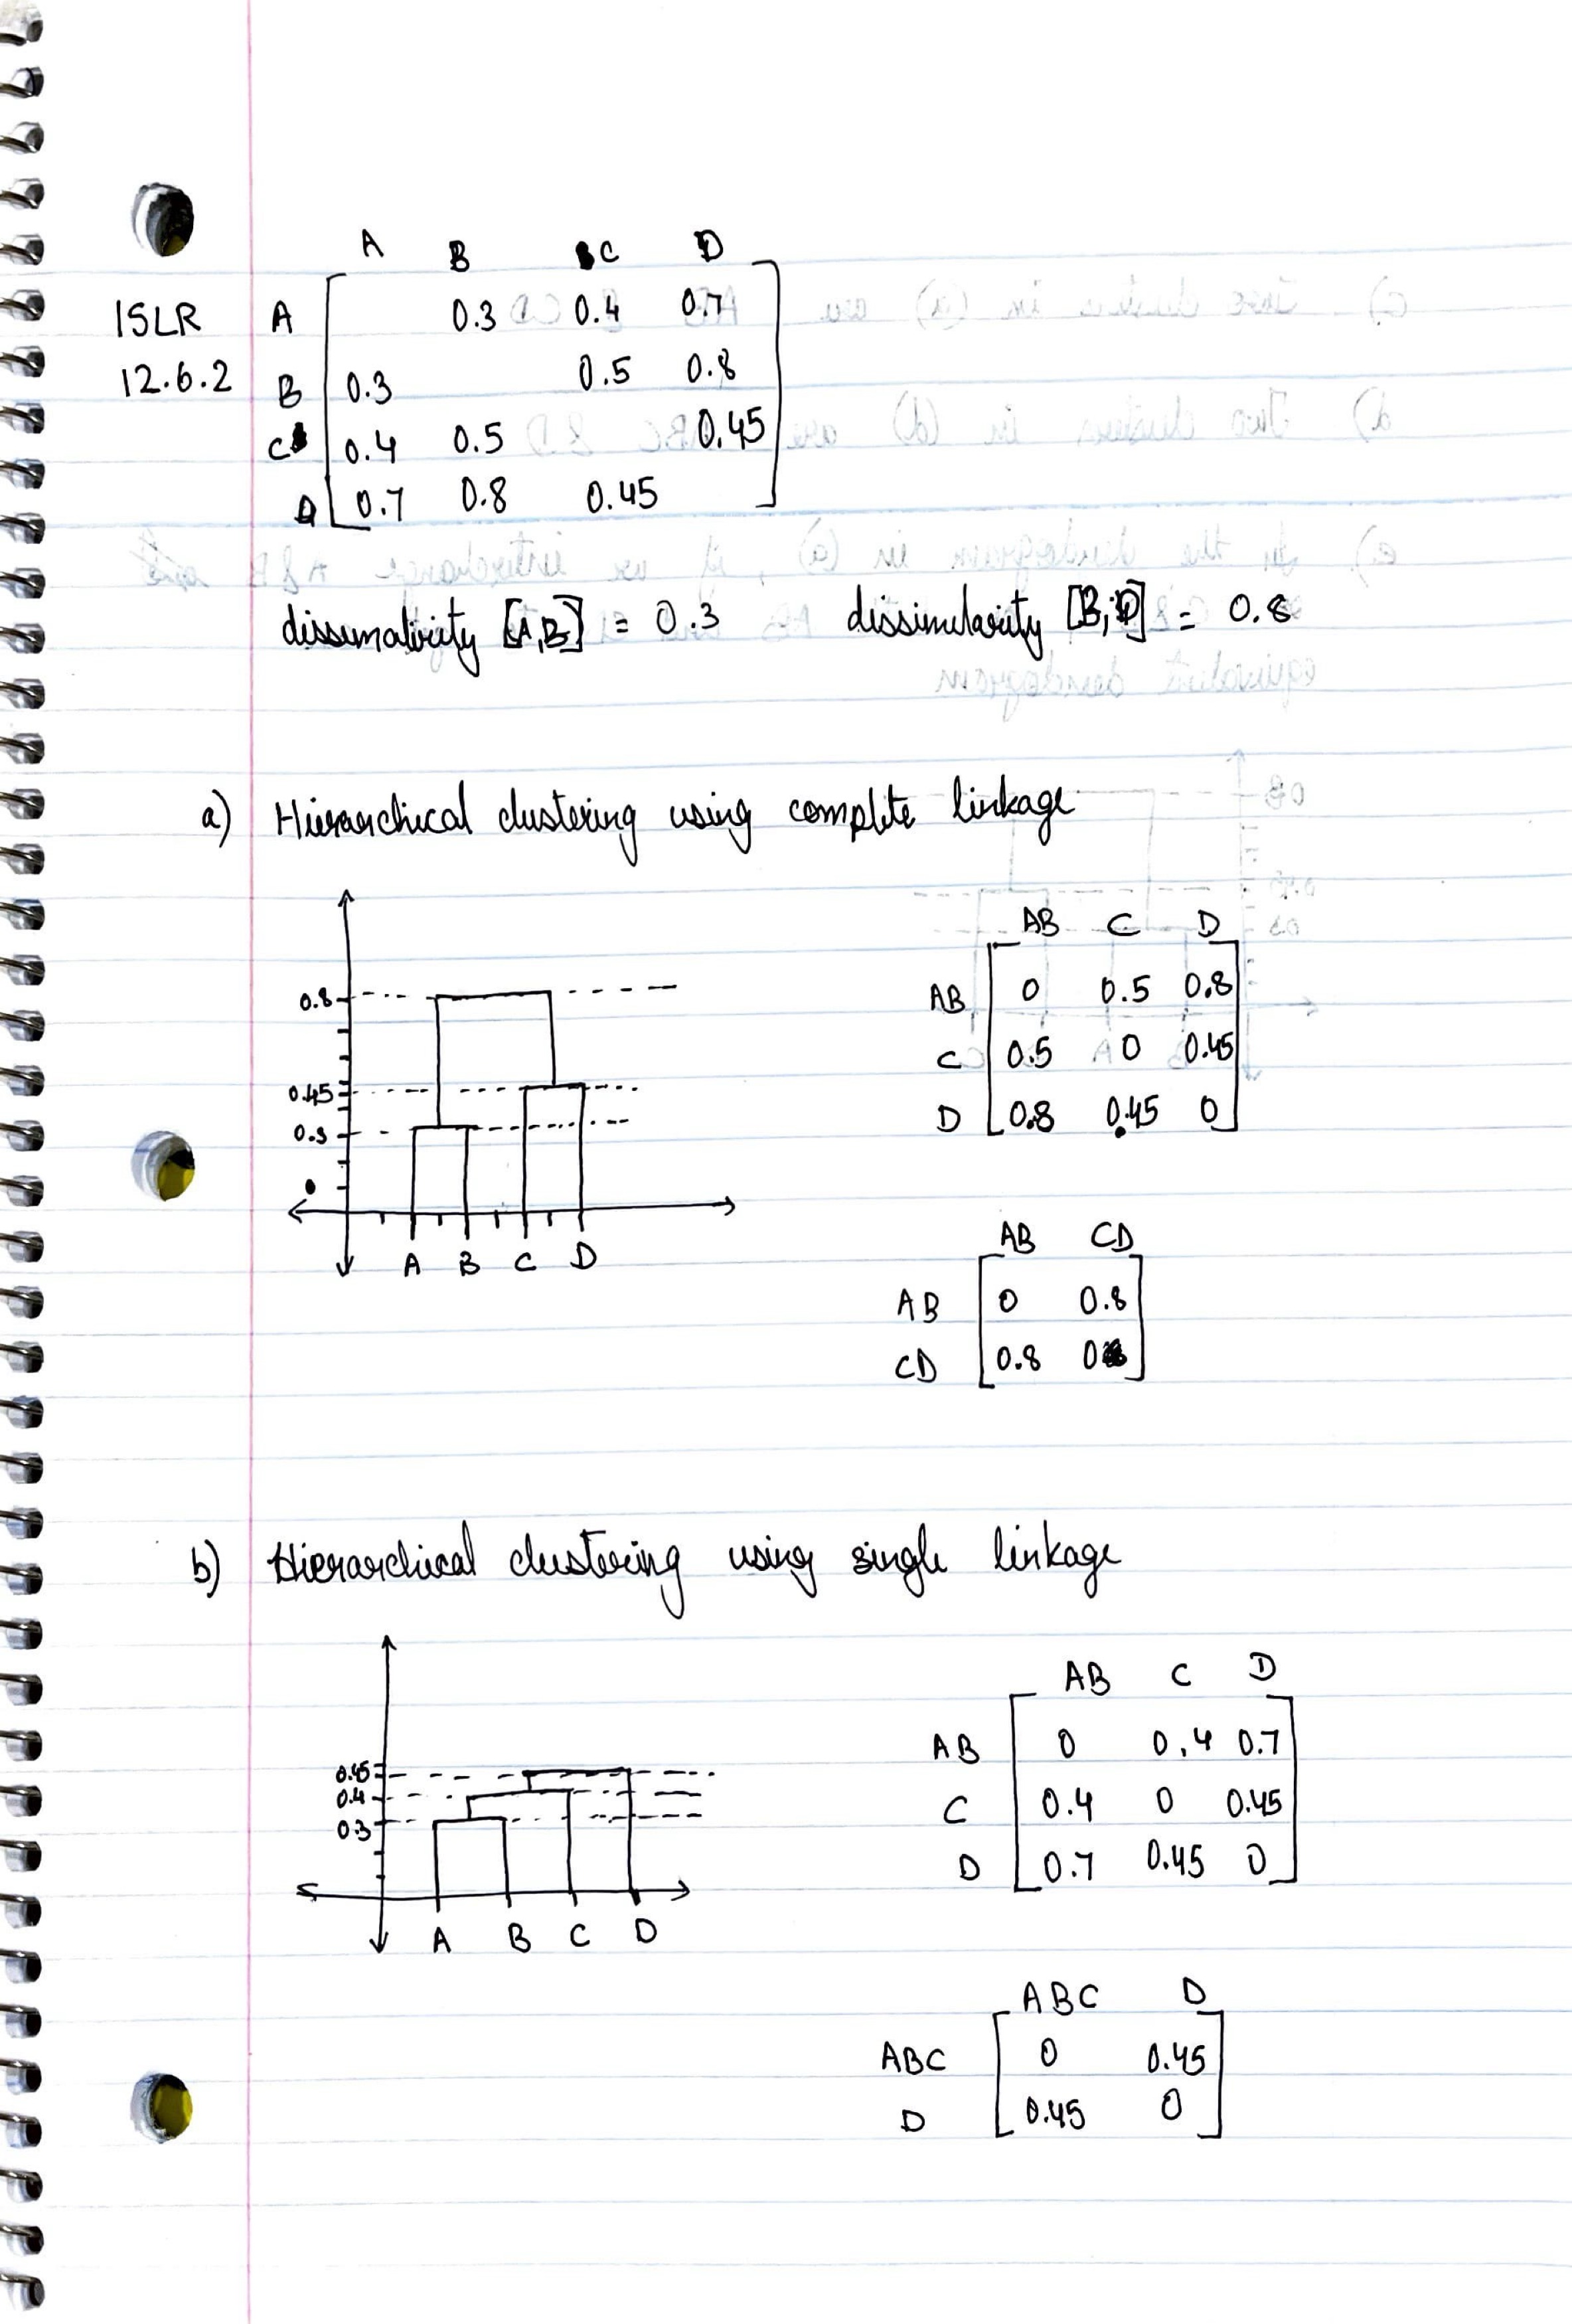 A B C D
ISLR A 0.3 0.4 0.7
12.6.2 B 0.3 0.5 0.8
C 0.4 0.5 0.45
D 0.7 0.8 0.45
dissimalirity [A,B] = 0.3 dissimilarity [B,D] = 0.8
a) Hierarchical clustering using complete linkage
AB C D
AB 0 0.5 0.8
C 0.5 0 0.45
D 0.8 0.45 0
0.8
0.45
0.3
A B C D
AB CD
AB 0 0.8
CD 0.8 0
b) Hierarchical clustering using single linkage
AB C D
AB 0 0.4 0.7
C 0.4 0 0.45
D 0.7 0.45 0
0.45
0.4
0.3
A B C D
ABC D
ABC 0 0.45
D 0.45 0